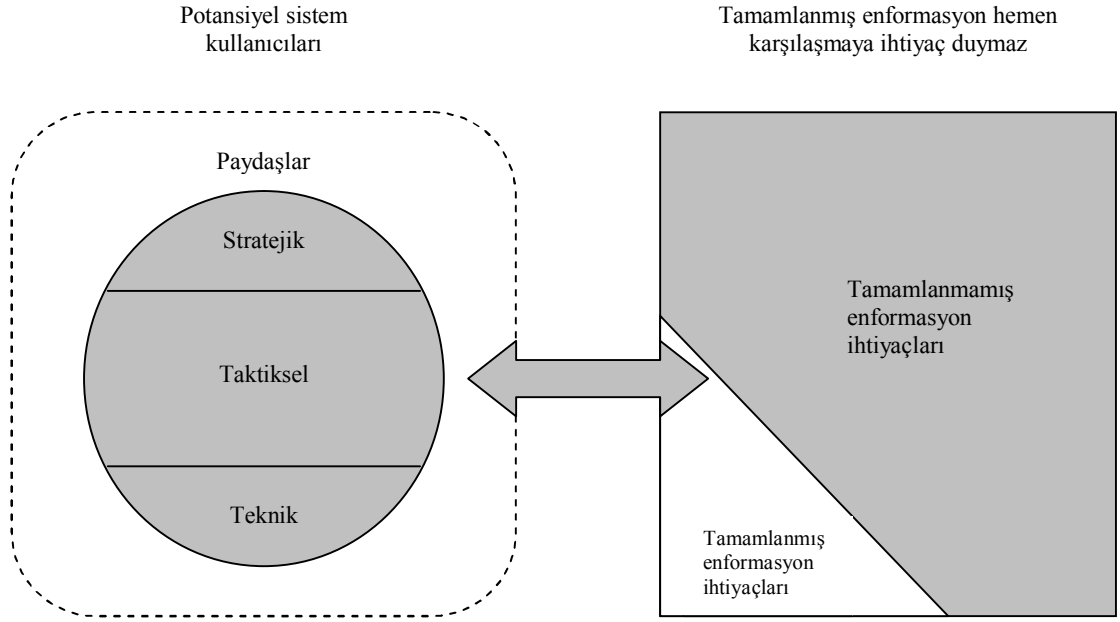 Potansiyel sistem
kullanıcıları
Tamamlanmış enformasyon hemen
karşılaşmaya ihtiyaç duymaz
Paydaşlar
Stratejik
Taktiksel
Teknik
Tamamlanmamış
enformasyon
ihtiyaçları
Tamamlanmış
enformasyon
ihtiyaçları